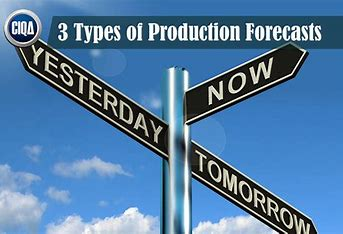 CIQA
3 Types of Production Forecasts
YESTERDAY
NOW
TOMORROW